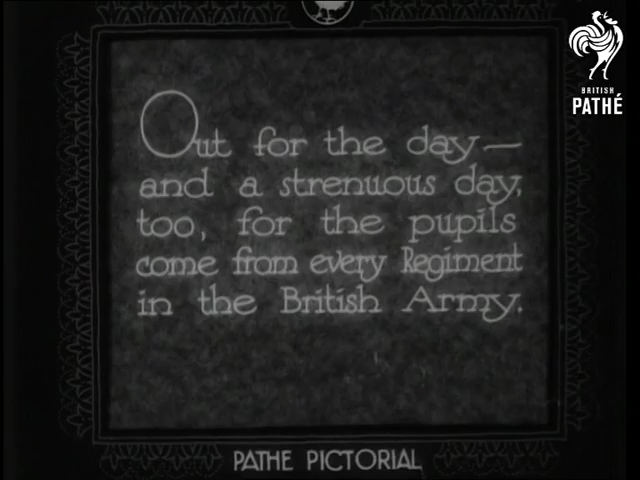 BRITISH
PATHÉ
Out for the day—
and a strenuous day,
too, for the pupils
come from every Regiment
in the British Army.
PATHE PICTORIAL